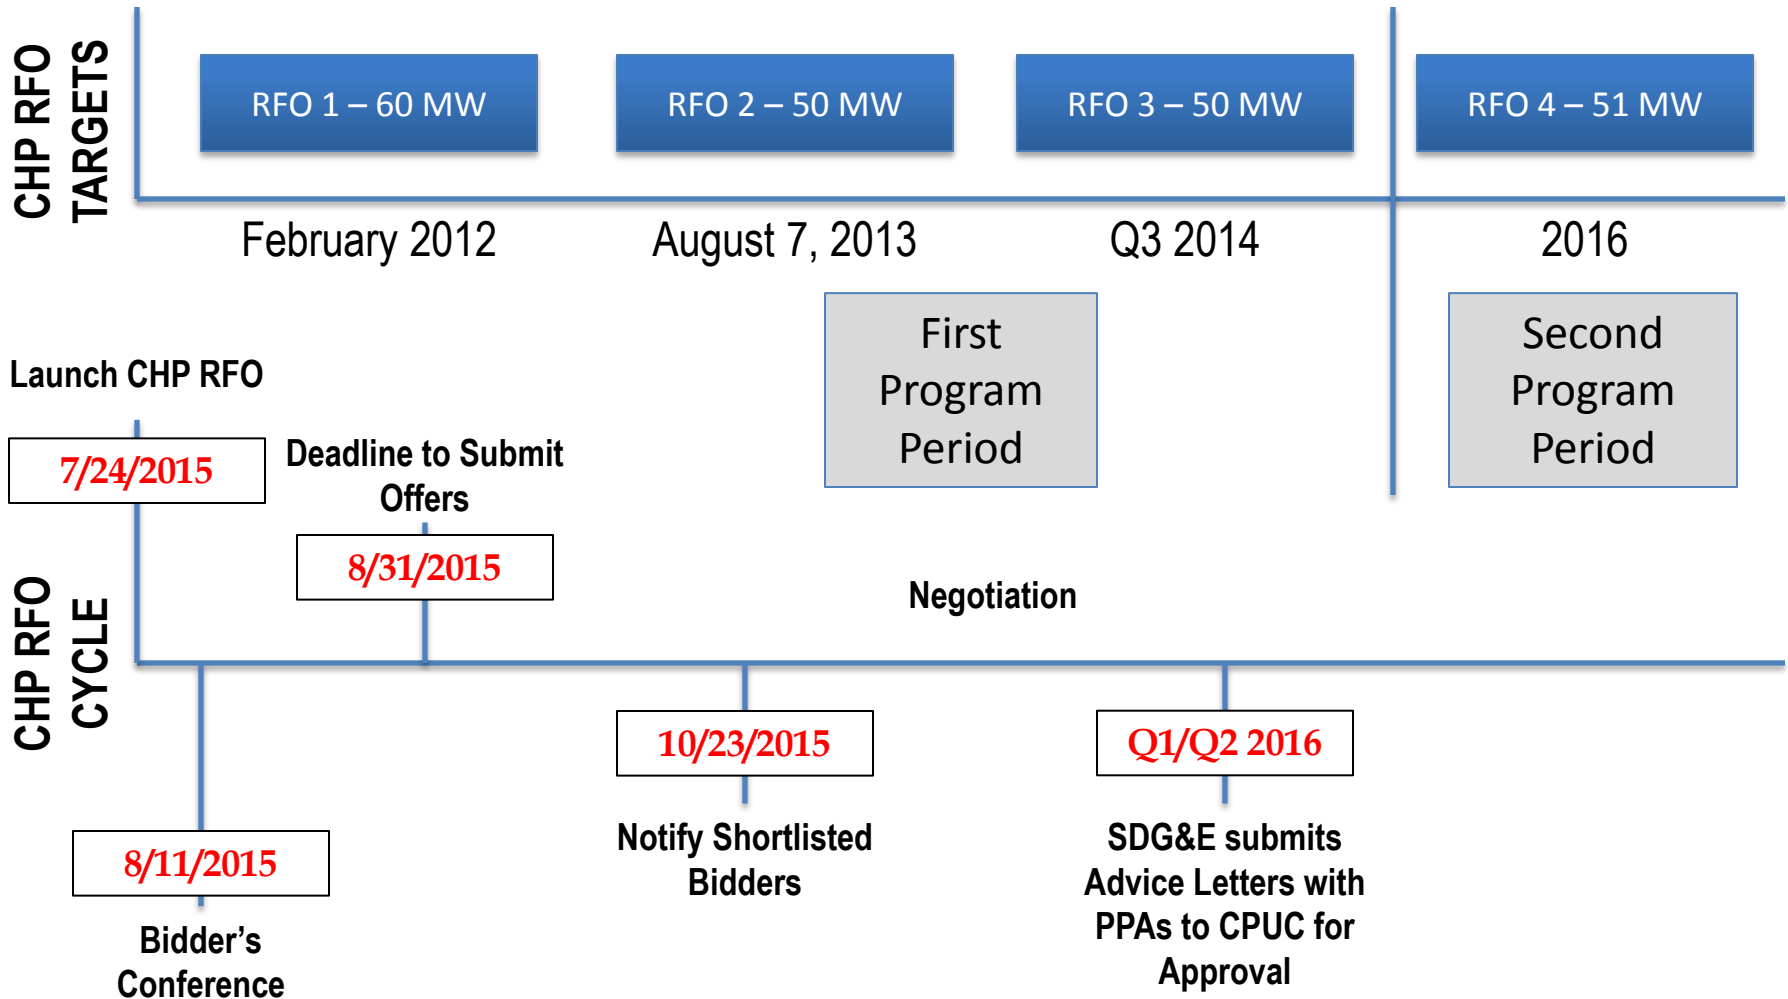 CHP RFO
TARGETS
RFO 1 – 60 MW
RFO 2 – 50 MW
RFO 3 – 50 MW
RFO 4 – 51 MW
February 2012
August 7, 2013
Q3 2014
2016
First
Program
Period
Second
Program
Period
CHP RFO
CYCLE
Launch CHP RFO
7/24/2015
Deadline to Submit
Offers
8/31/2015
Negotiation
8/11/2015
Bidder’s
Conference
10/23/2015
Notify Shortlisted
Bidders
Q1/Q2 2016
SDG&E submits
Advice Letters with
PPAs to CPUC for
Approval